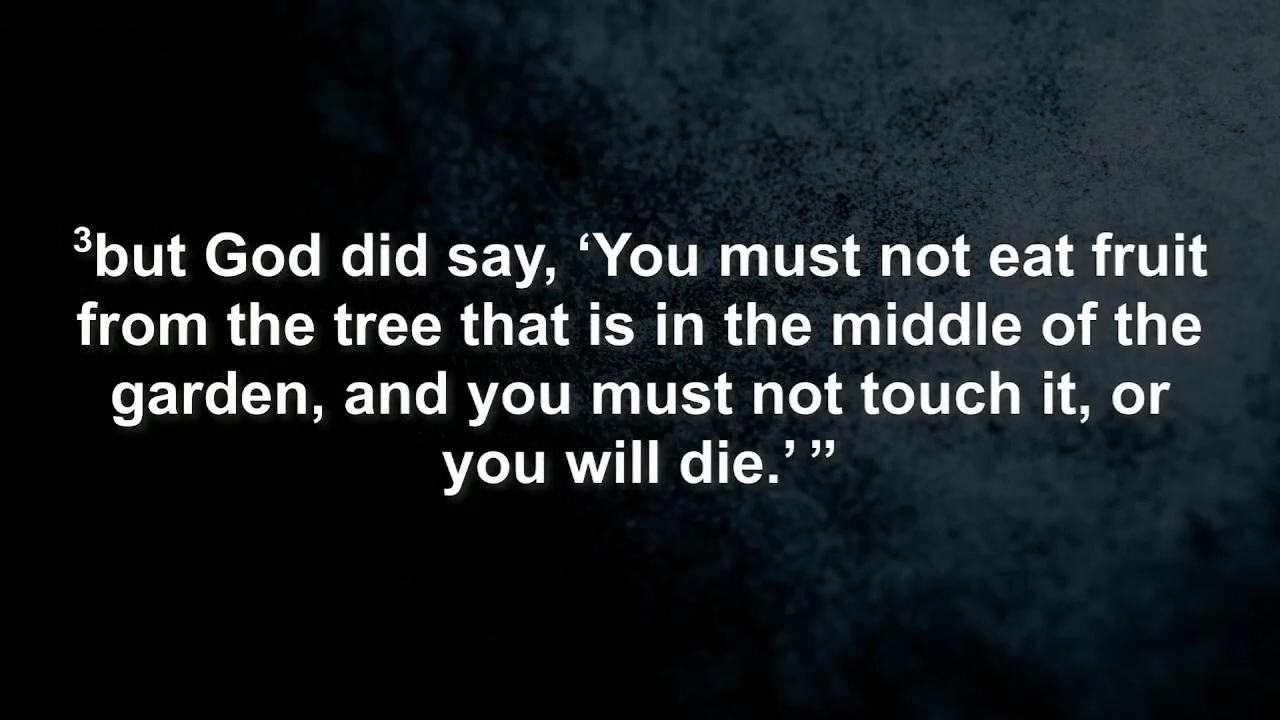 ³but God did say, ‘You must not eat fruit
from the tree that is in the middle of the
garden, and you must not touch it, or
you will die.’ ”